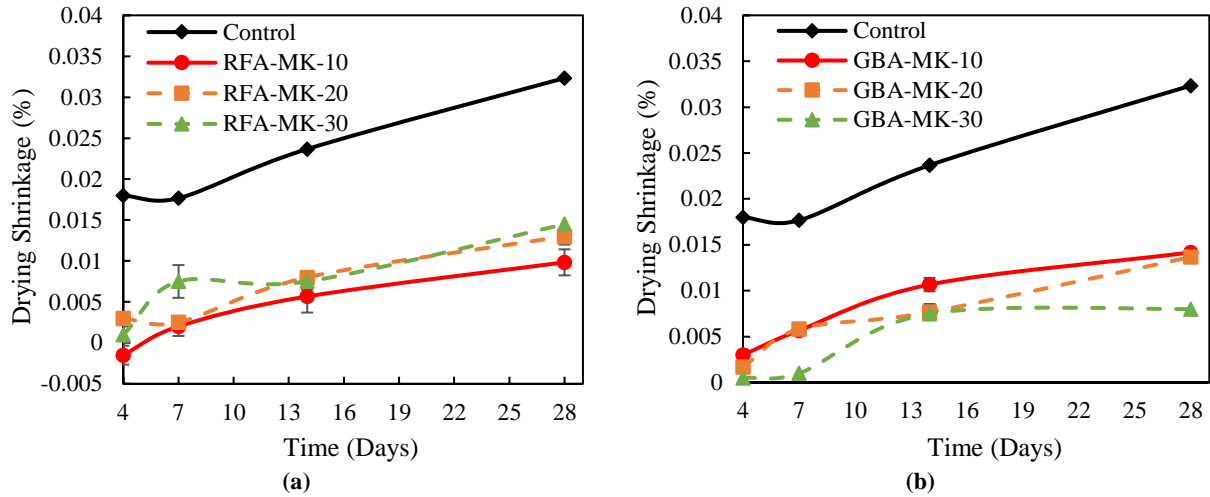 0.04
0.035
0.03
0.025
0.02
0.015
0.01
0.005
0
-0.005
Drying Shrinkage (%)
Control
RFA-MK-10
RFA-MK-20
RFA-MK-30
4 7 10 13 16 19 22 25 28
Time (Days)
(a)
0.04
0.035
0.03
0.025
0.02
0.015
0.01
0.005
0
Drying Shrinkage (%)
Control
GBA-MK-10
GBA-MK-20
GBA-MK-30
4 7 10 13 16 19 22 25 28
Time (Days)
(b)